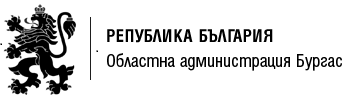 РЕПУБЛИКА БЪЛГАРИЯ
Областна администрация Бургас